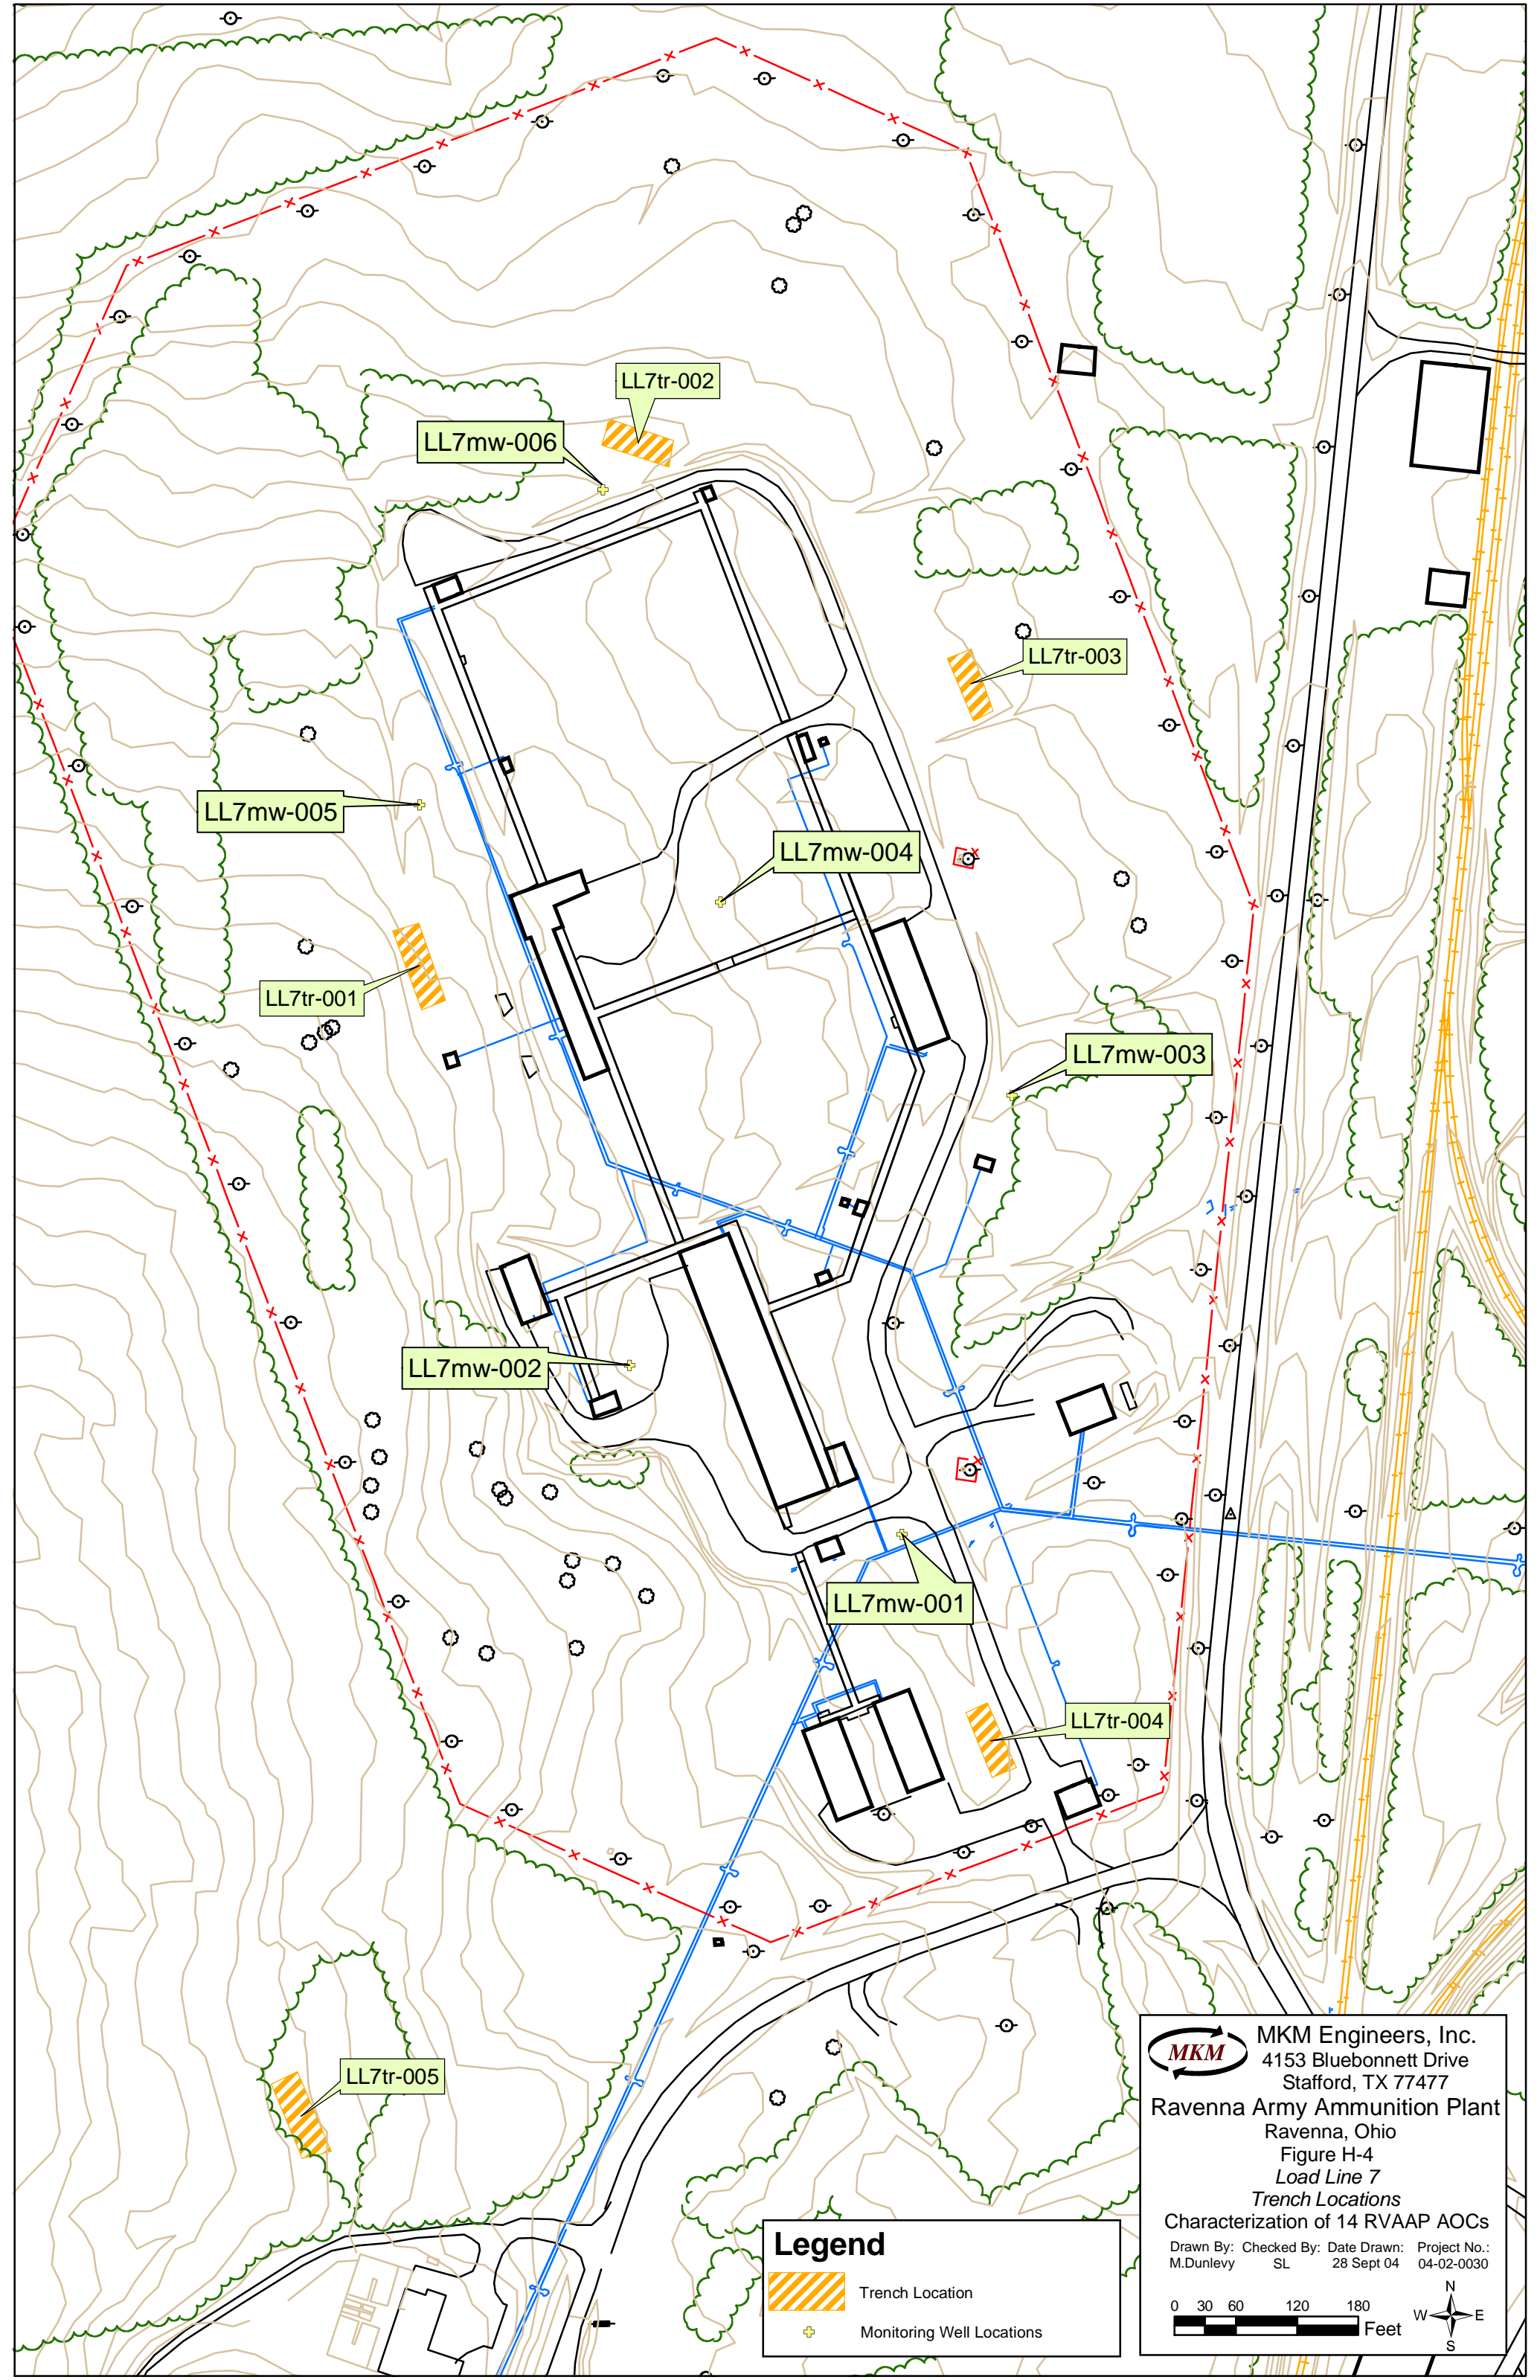 LL7tr-002
LL7mw-006
LL7tr-003
LL7mw-005
LL7mw-004
LL7tr-001
LL7mw-003
LL7mw-002
LL7mw-001
LL7tr-004
LL7tr-005
MKM
MKM Engineers, Inc.
4153 Bluebonnett Drive
Stafford, TX 77477
Ravenna Army Ammunition Plant
Ravenna, Ohio
Figure H-4
Load Line 7
Trench Locations
Characterization of 14 RVAAP AOCs
Drawn By: Checked By: Date Drawn: Project No.:
M.Dunlevy SL 28 Sept 04 04-02-0030
0 30 60 120 180
Feet
N
W E
S
Legend
Trench Location
Monitoring Well Locations